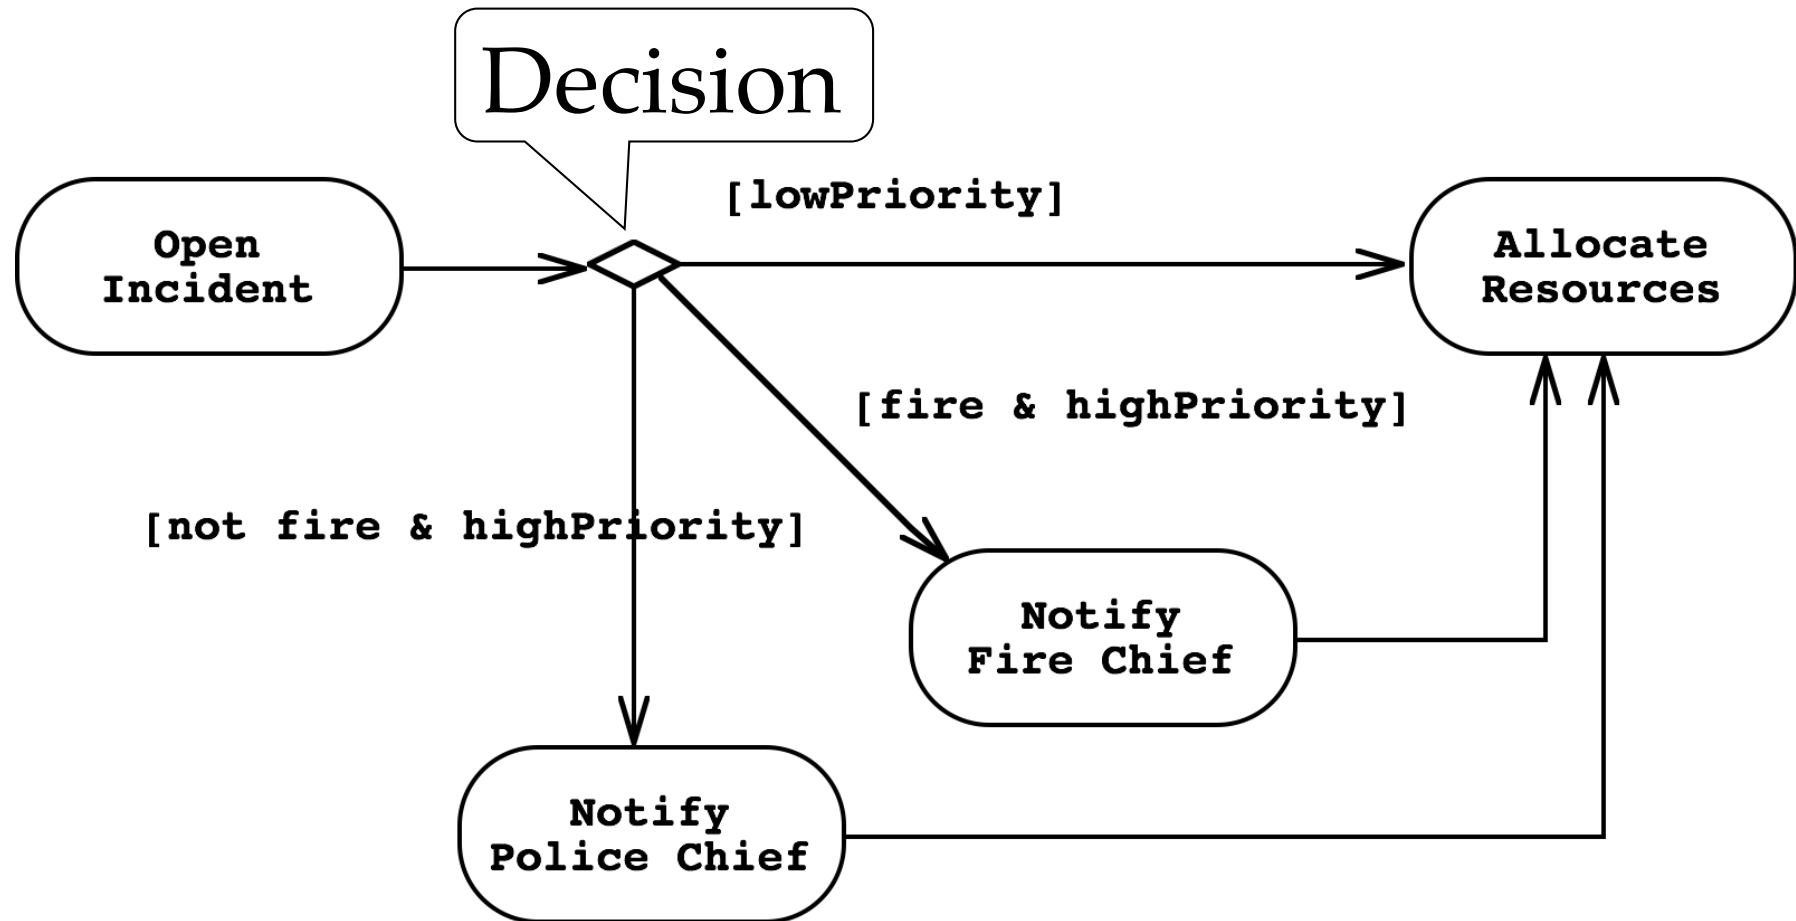 Decision
[lowPriority]
Open
Incident
Allocate
Resources
[fire & highPriority]
[not fire & highPriority]
Notify
Fire Chief
Notify
Police Chief